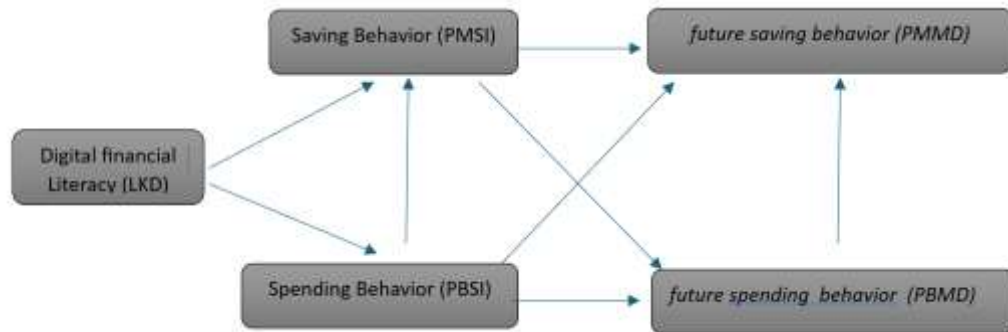 Saving Behavior (PMSI)
future saving behavior (PMMD)
Digital financial
Literacy (LKD)
Spending Behavior (PBSI)
future spending behavior (PBMD)